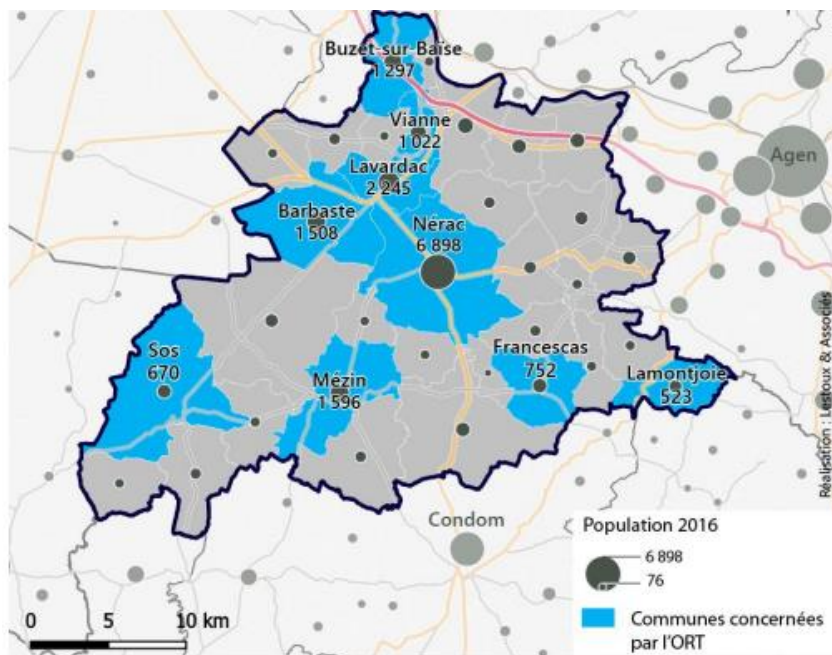 Buzet-sur-Baïse
1 297
Vianne
1 022
Lavardac
2 245
Barbaste
1 508
Nérac
6 898
Agen
Sos
670
Mézin
1 596
Francescas
752
Lamontjoie
523
Condom
Réalisation : Lestoux & Associés
Population 2016
6 898
76
Communes concernées
par l'ORT
0 5 10 km